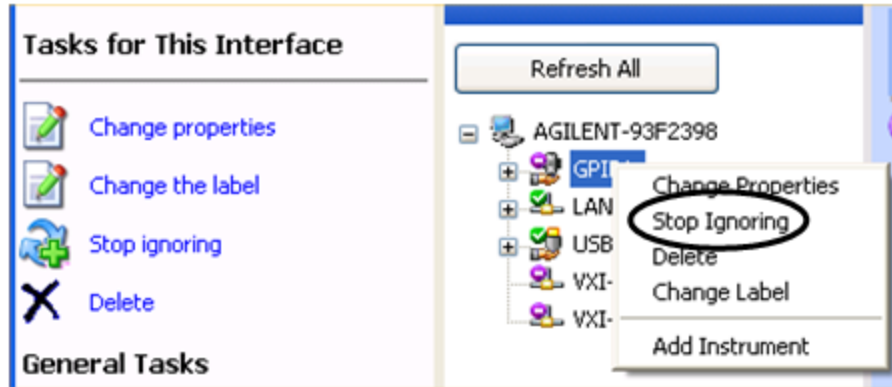 Tasks for This Interface
Change properties
Change the label
Stop ignoring
Delete
General Tasks
Refresh All
AGILENT-93F2398
LAN
USB
VXI-
VXI-
Change Properties
Stop Ignoring
Delete
Change Label
Add Instrument